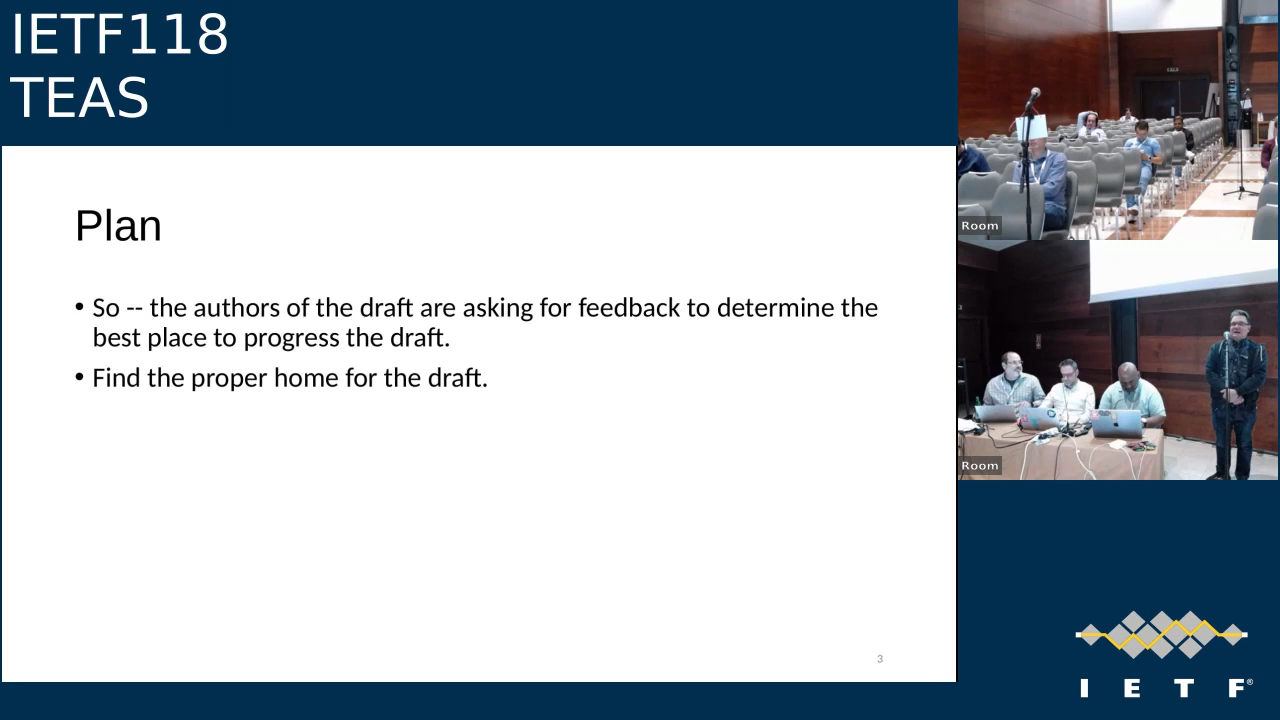 IETF118
TEAS
Plan
• So -- the authors of the draft are asking for feedback to determine the
best place to progress the draft.
• Find the proper home for the draft.
3
Room
Room
I E T F®